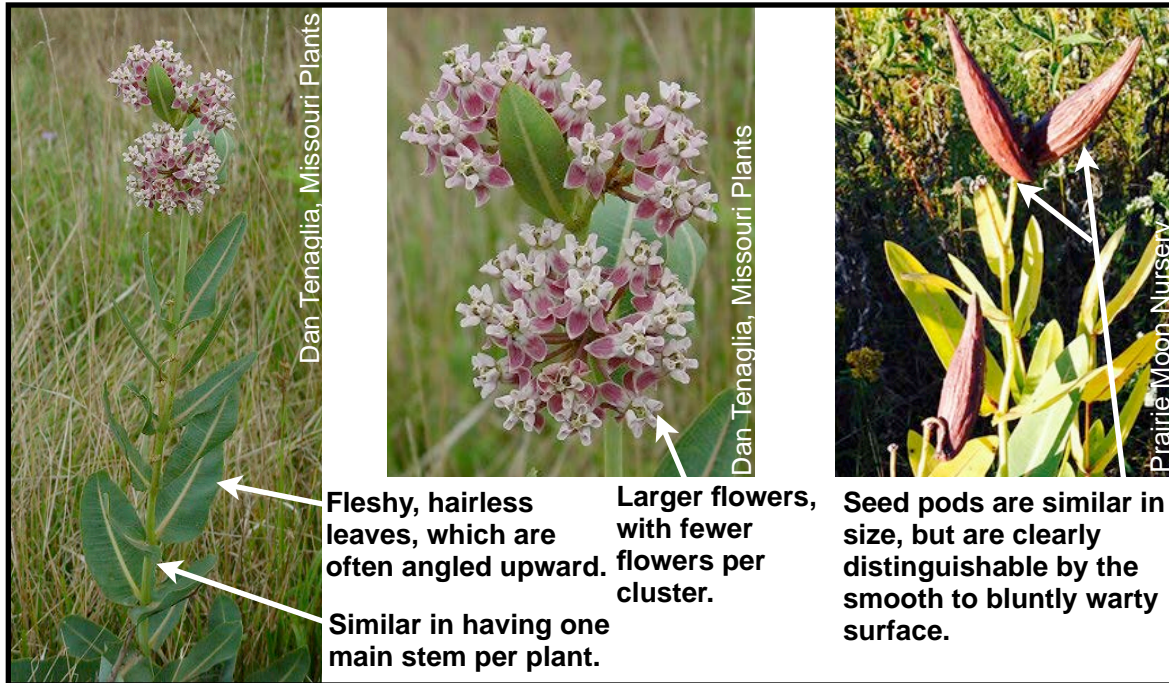 Dan Tenaglia, Missouri Plants
Dan Tenaglia, Missouri Plants
Prairie Moon Nursery
Fleshy, hairless
leaves, which are
often angled upward.
Similar in having one
main stem per plant.
Larger flowers,
with fewer
flowers per
cluster.
Seed pods are similar in
size, but are clearly
distinguishable by the
smooth to bluntly warty
surface.